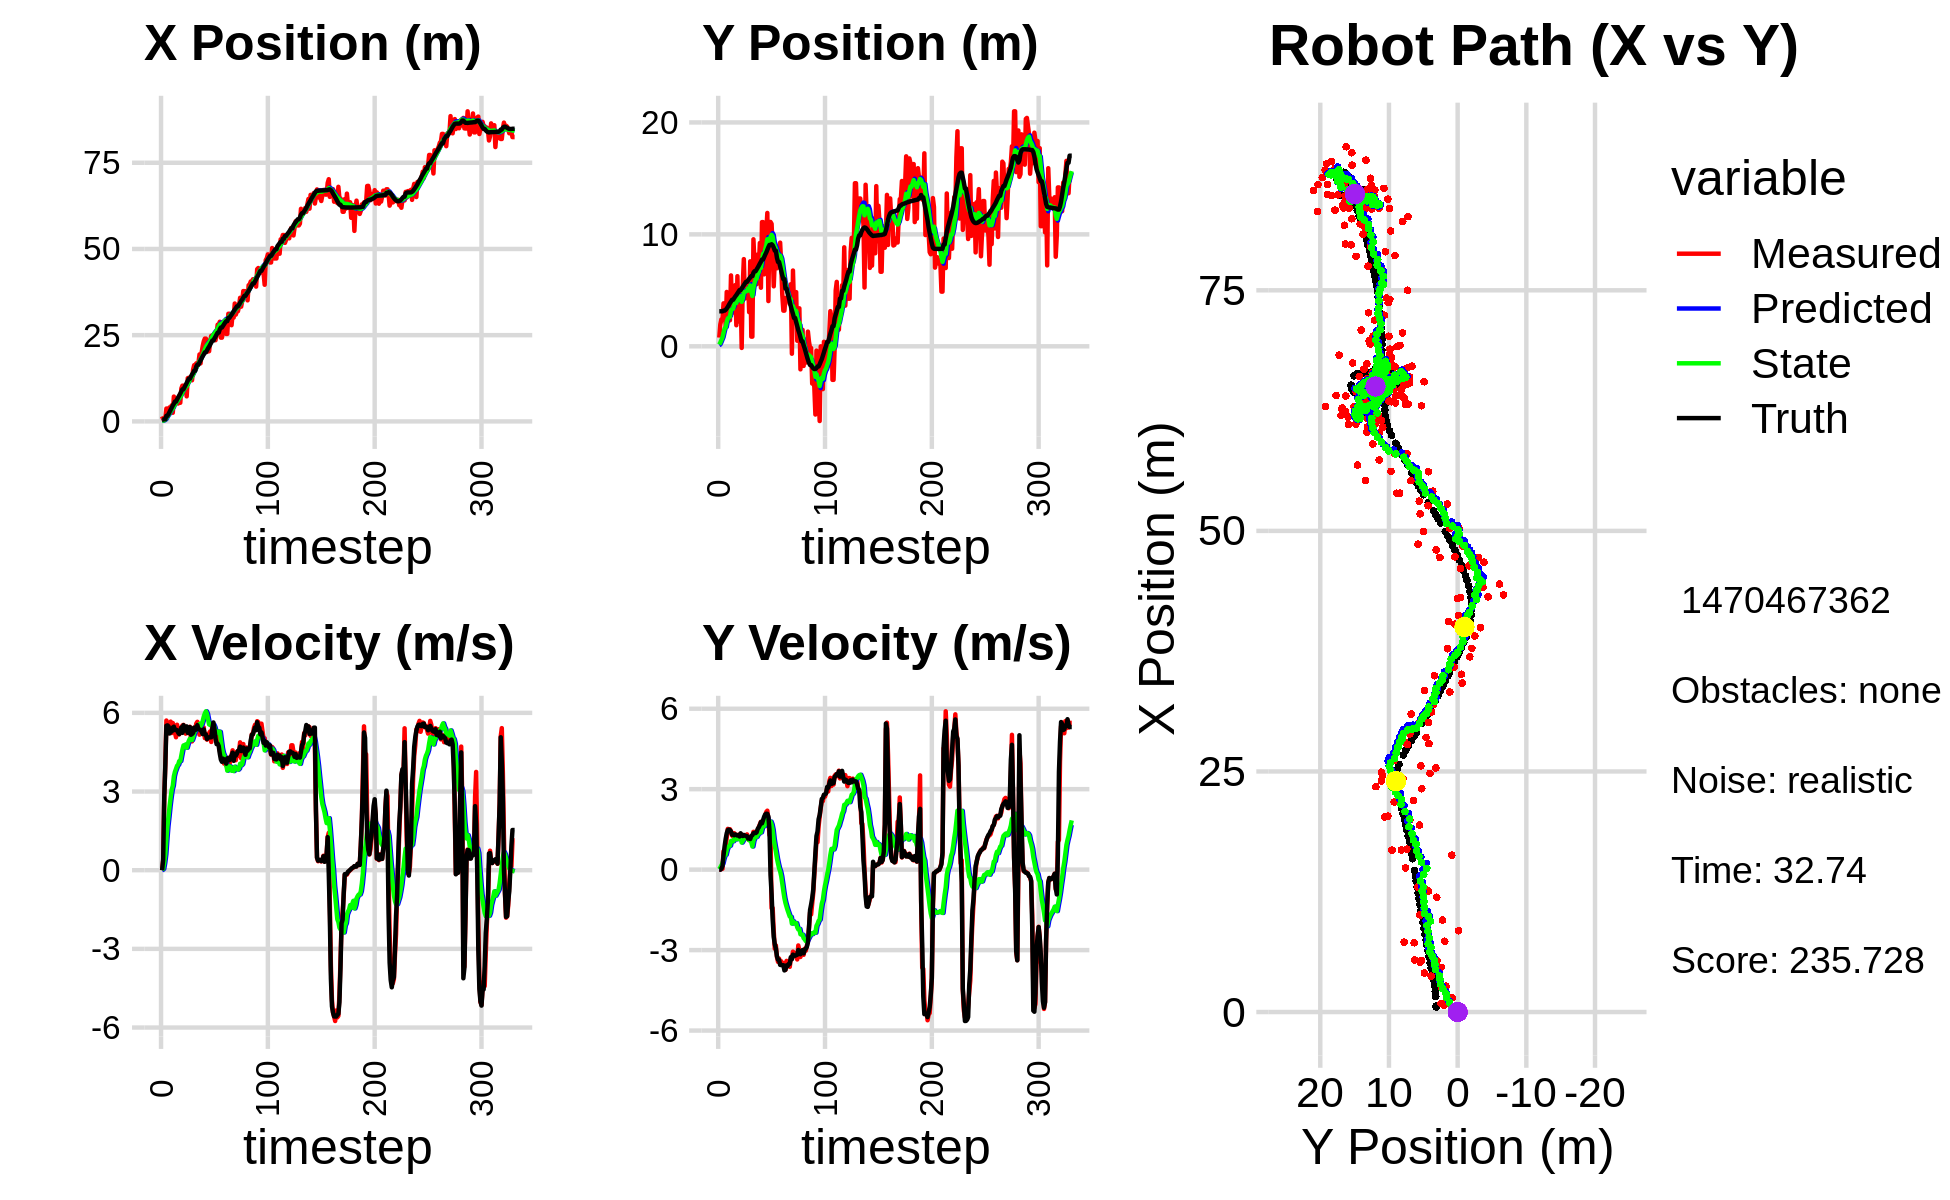 X Position (m)
75
50
25
0
0
100
200
300
timestep
Y Position (m)
20
10
0
0
100
200
300
timestep
X Velocity (m/s)
6
3
0
-3
-6
0
100
200
300
timestep
Y Velocity (m/s)
6
3
0
-3
-6
0
100
200
300
timestep
Robot Path (X vs Y)
X Position (m)
75
50
25
0
20 10 0 -10 -20
Y Position (m)
variable
Measured
Predicted
State
Truth
1470467362
Obstacles: none
Noise: realistic
Time: 32.74
Score: 235.728